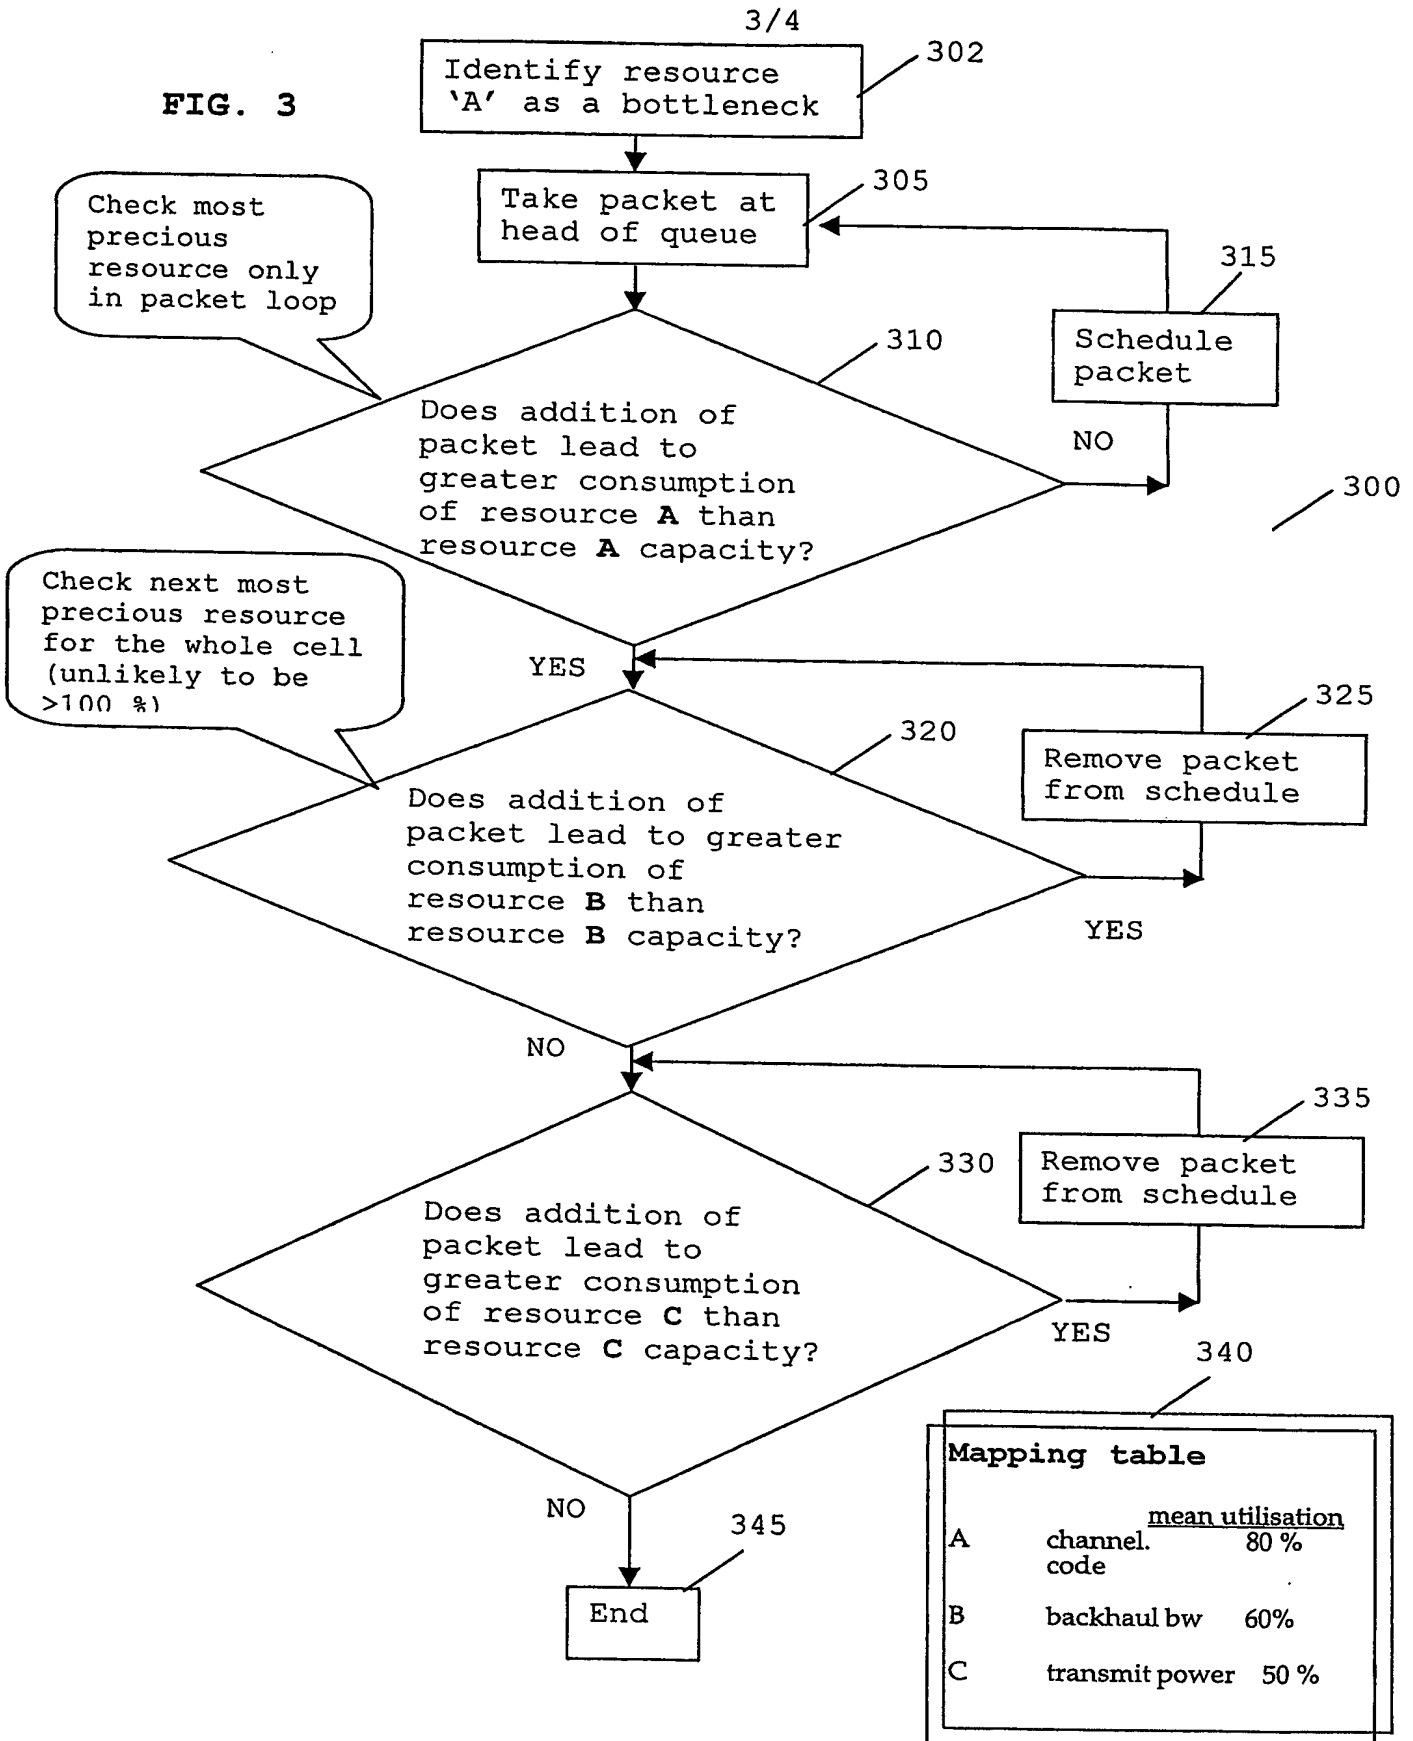 3/4
FIG. 3
Identify resource
‘A’ as a bottleneck
302
Take packet at
head of queue
305
Check most
precious
resource only
in packet loop
315
Schedule
packet
310
Does addition of
packet lead to
greater consumption
of resource A than
resource A capacity?
NO
300
Check next most
precious resource
for the whole cell
(unlikely to be
>100 %)
YES
325
Remove packet
from schedule
320
Does addition of
packet lead to greater
consumption of
resource B than
resource B capacity?
YES
NO
335
Remove packet
from schedule
330
Does addition of
packet lead to
greater consumption
of resource C than
resource C capacity?
YES
340
Mapping table
mean utilisation
A channel. 80 %
code
B backhaul bw 60%
C transmit power 50 %
NO
345
End